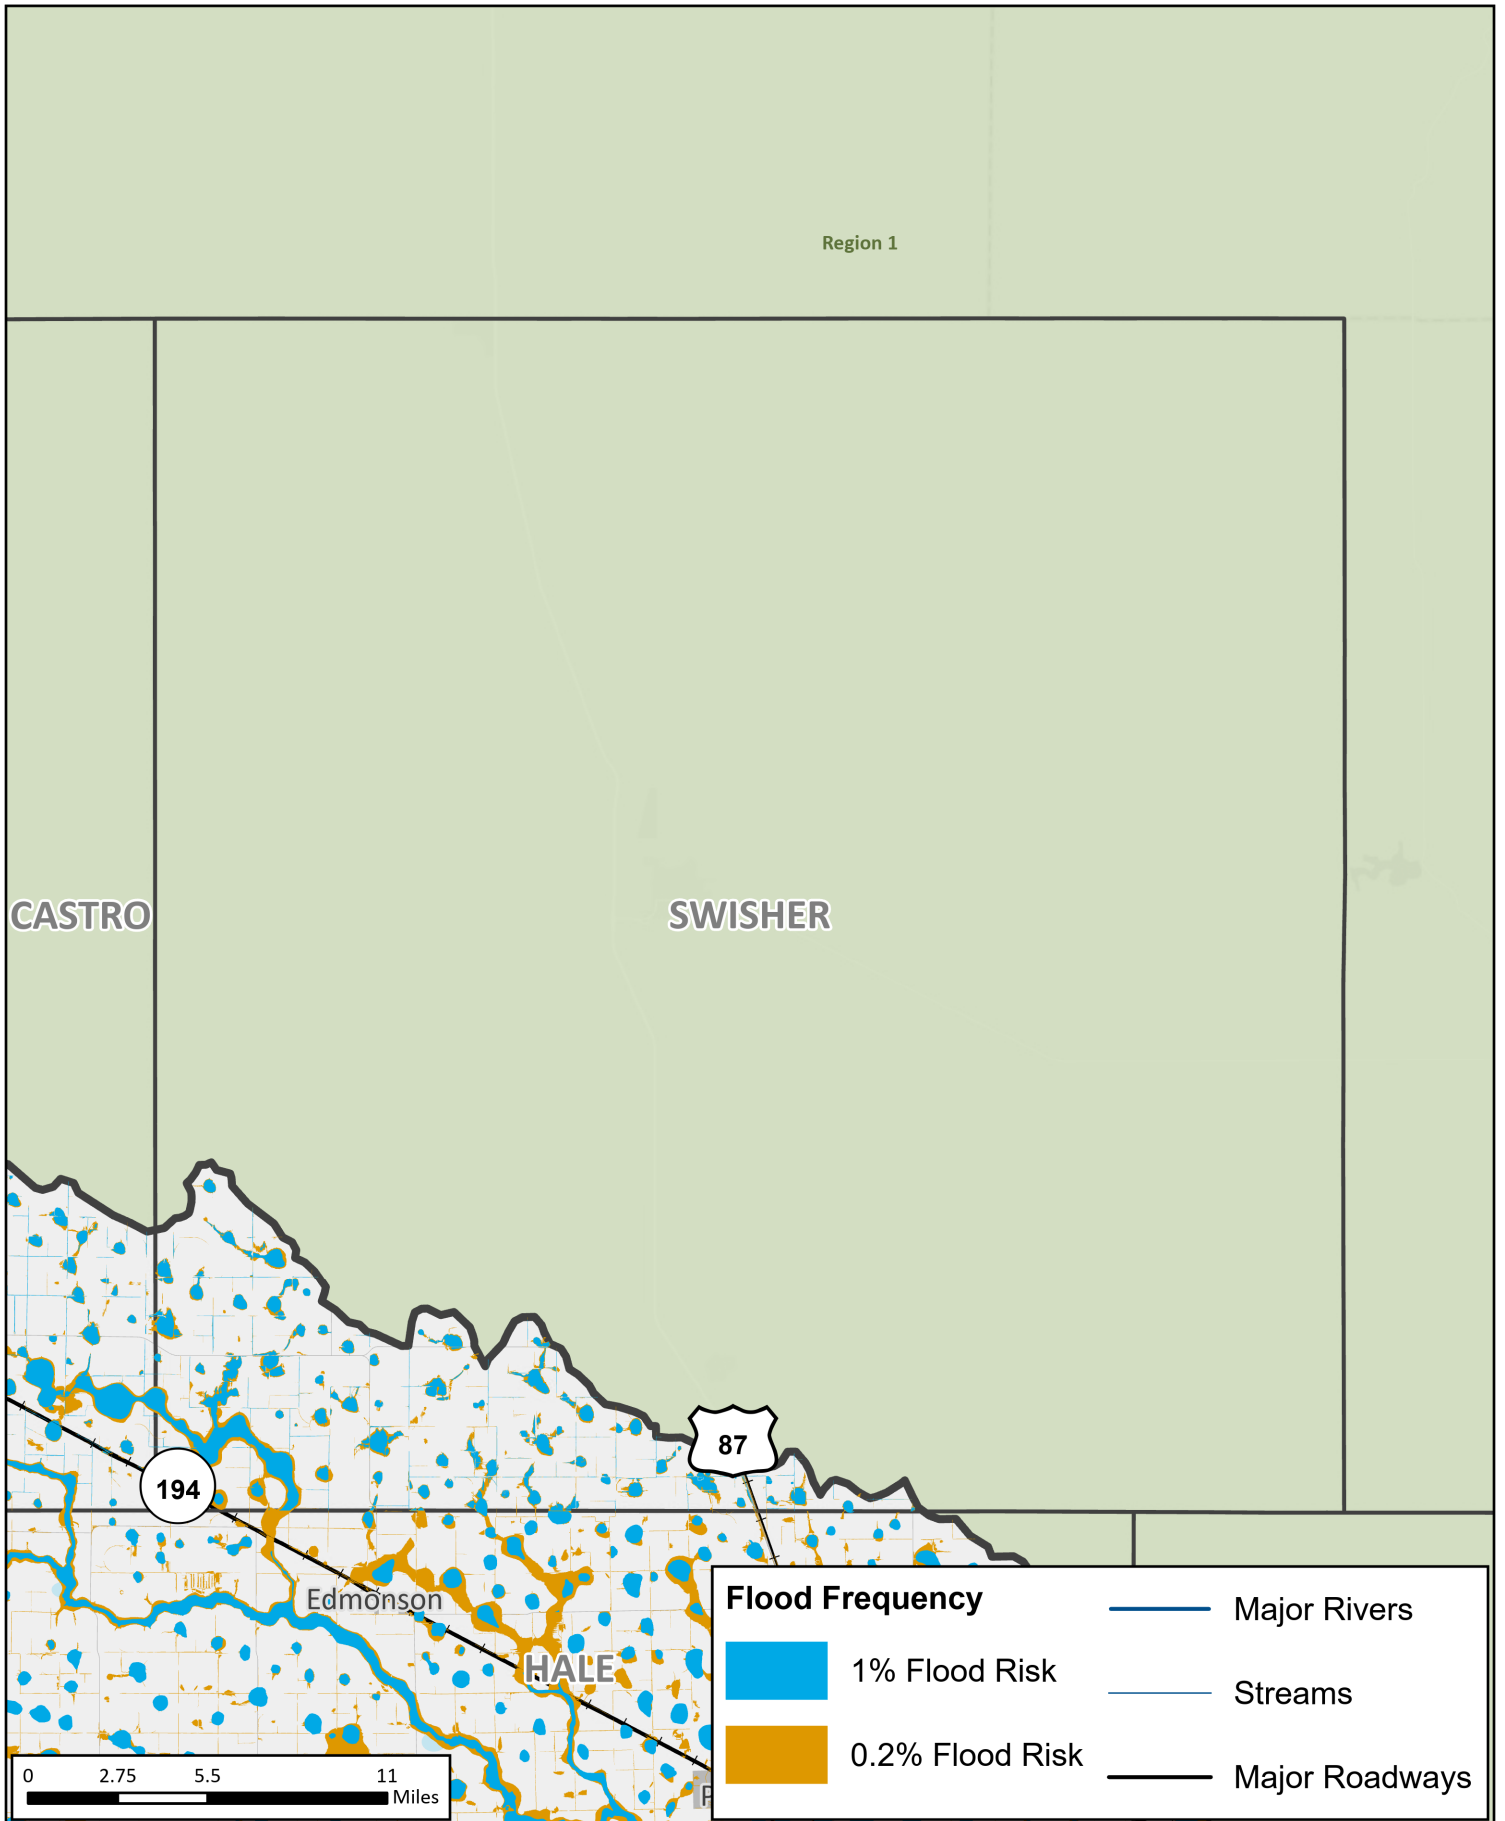 Region 1
CASTRO
SWISHER
87
194
Edmonson
HALE
Flood Frequency
1% Flood Risk
0.2% Flood Risk
Major Rivers
Streams
Major Roadways
0 2.75 5.5 11
Miles